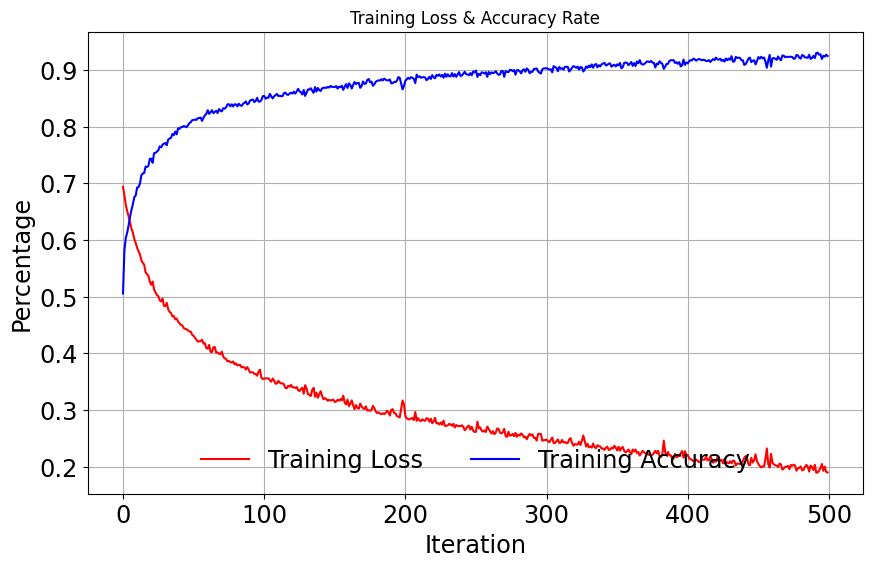 Training Loss & Accuracy Rate
Percentage
0.9
0.8
0.7
0.6
0.5
0.4
0.3
0.2
Training Loss Training Accuracy
0 100 200 300 400 500
Iteration